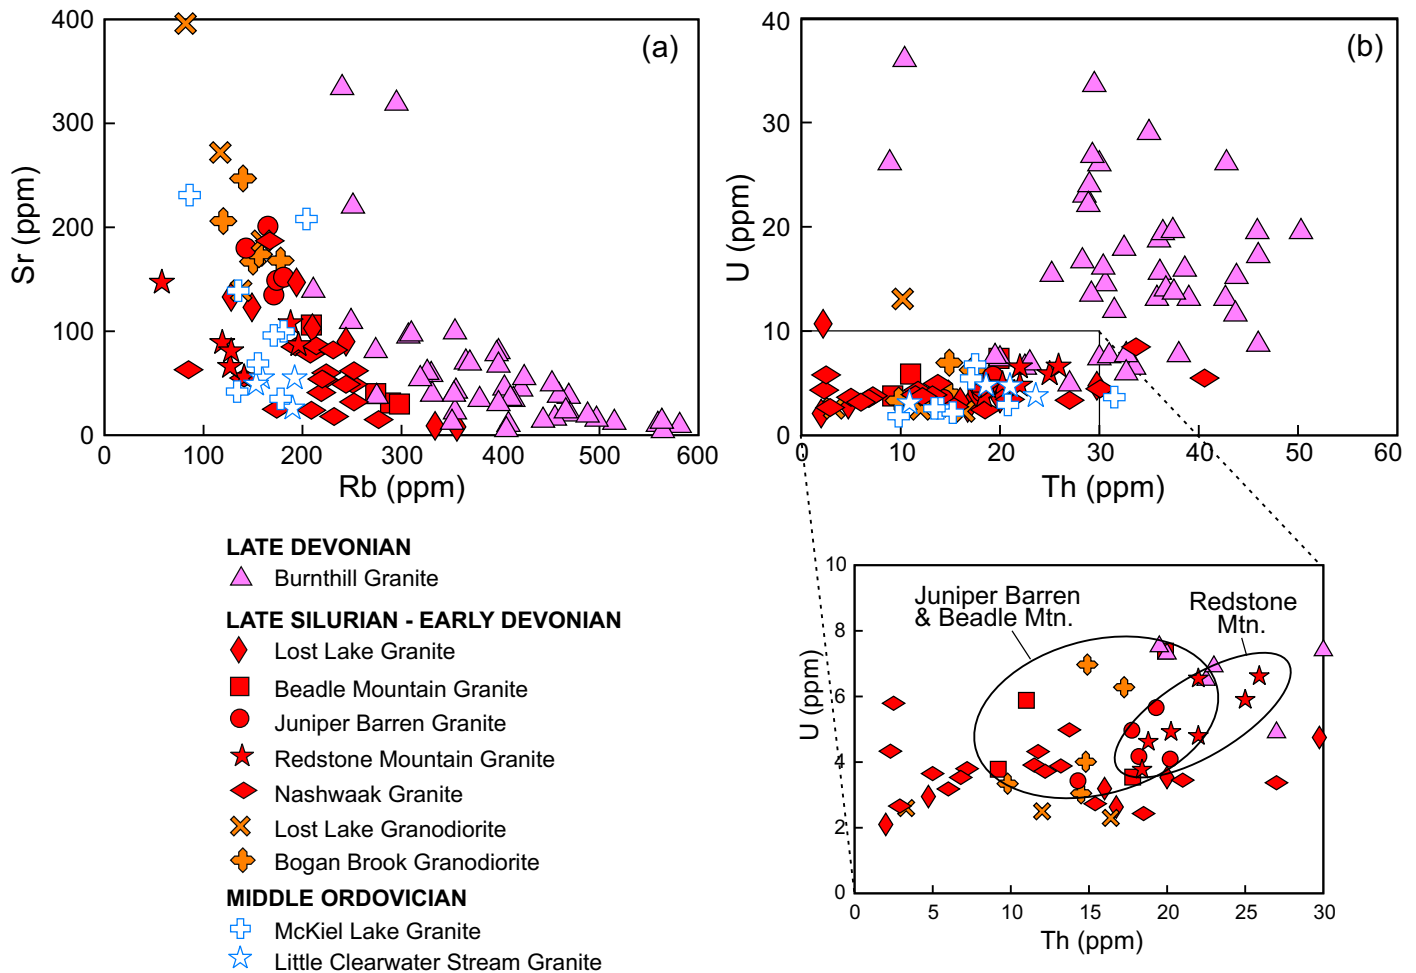 400
300
200
100
0
Sr (ppm)
(a)
0
100
200
300
400
500
600
Rb (ppm)
40
30
20
10
0
U (ppm)
(b)
0
10
20
30
40
50
60
Th (ppm)
LATE DEVONIAN
Burnthill Granite
LATE SILURIAN - EARLY DEVONIAN
Lost Lake Granite
Beadle Mountain Granite
Juniper Barren Granite
Redstone Mountain Granite
Nashwaak Granite
Lost Lake Granodiorite
Bogan Brook Granodiorite
MIDDLE ORDOVICIAN
McKiel Lake Granite
Little Clearwater Stream Granite
10
8
6
4
2
0
U (ppm)
Juniper Barren
& Beadle Mtn.
Redstone
Mtn.
0
5
10
15
20
25
30
Th (ppm)